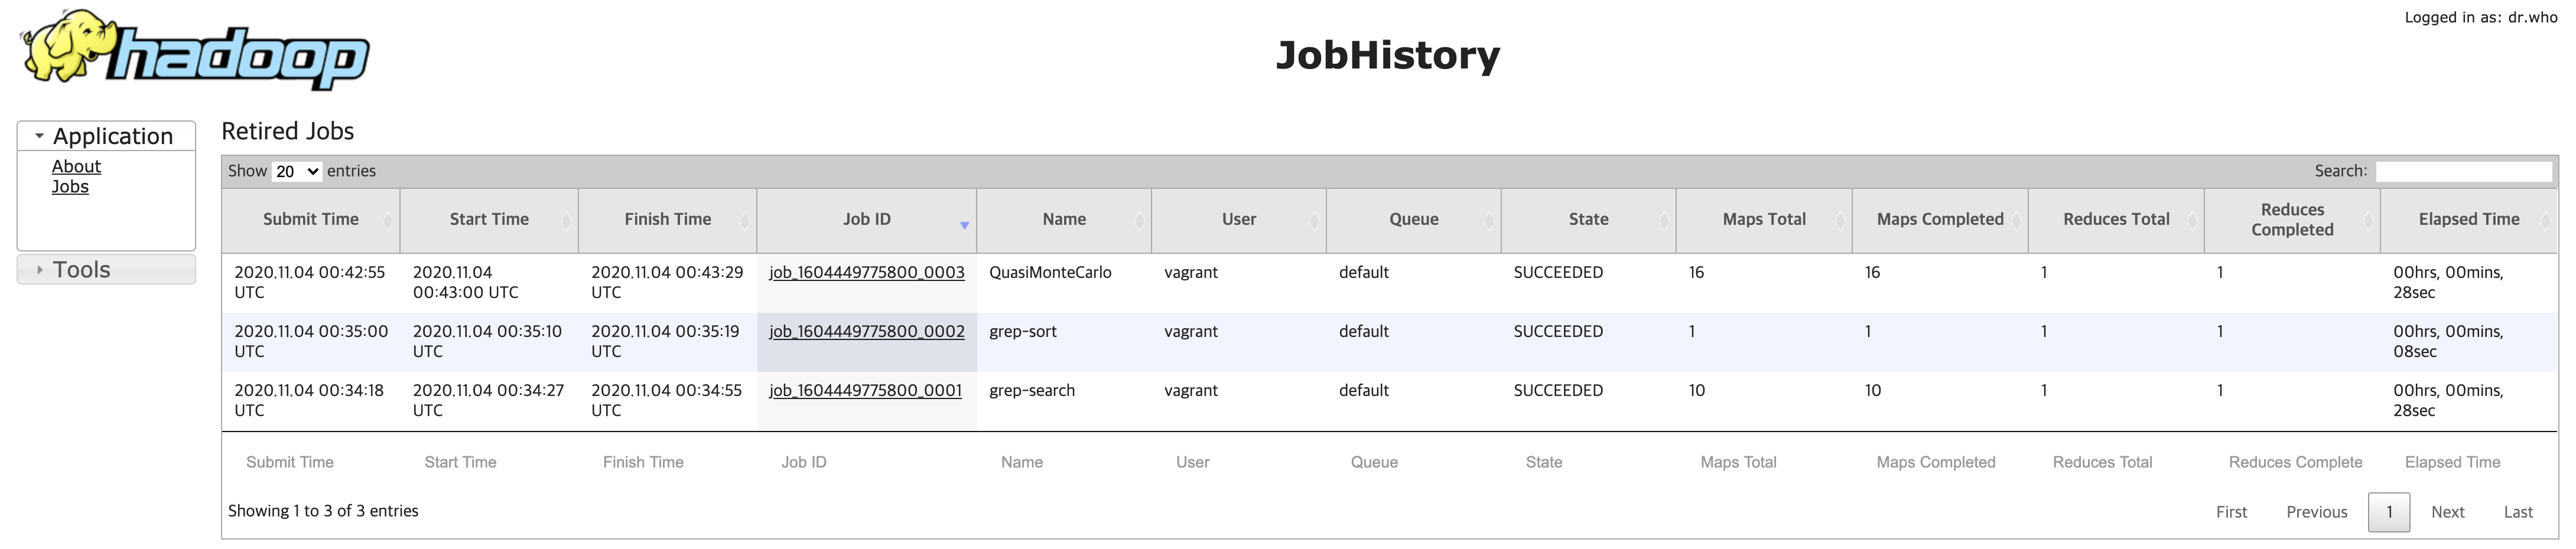 Logged in as: dr.who
hadoop
JobHistory
Application
About
Jobs
Tools
Retired Jobs
Show 20 entries
Search:
Submit Time Start Time Finish Time Job ID Name User Queue State Maps Total Maps Completed Reduces Total Reduces Completed Elapsed Time
2020.11.04 00:42:55 UTC 2020.11.04 00:43:00 UTC 2020.11.04 00:43:29 UTC job_1604449775800_0003 QuasiMonteCarlo vagrant default SUCCEEDED 16 16 1 1 00hrs, 00mins, 28sec
2020.11.04 00:35:00 UTC 2020.11.04 00:35:10 UTC 2020.11.04 00:35:19 UTC job_1604449775800_0002 grep-sort vagrant default SUCCEEDED 1 1 1 1 00hrs, 00mins, 08sec
2020.11.04 00:34:18 UTC 2020.11.04 00:34:27 UTC 2020.11.04 00:34:55 UTC job_1604449775800_0001 grep-search vagrant default SUCCEEDED 10 10 1 1 00hrs, 00mins, 28sec
Submit Time Start Time Finish Time Job ID Name User Queue State Maps Total Maps Completed Reduces Total Reduces Complete Elapsed Time
Showing 1 to 3 of 3 entries
First Previous 1 Next Last